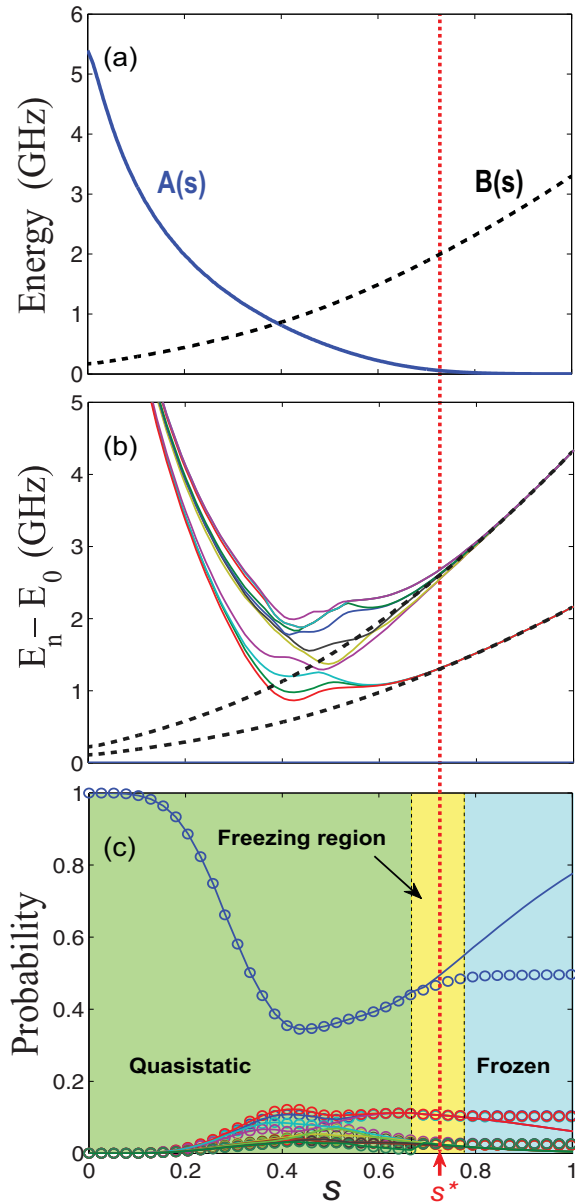 6
(a)
5
4
Energy (GHz)
A(s)
B(s)
3
2
1
0
5
(b)
4
E_n − E_0 (GHz)
3
2
1
0
1
(c)
Freezing region
0.8
Probability
0.6
0.4
Quasistatic
Frozen
0.2
0
0 0.2 0.4 0.6 0.8 1
s
s*